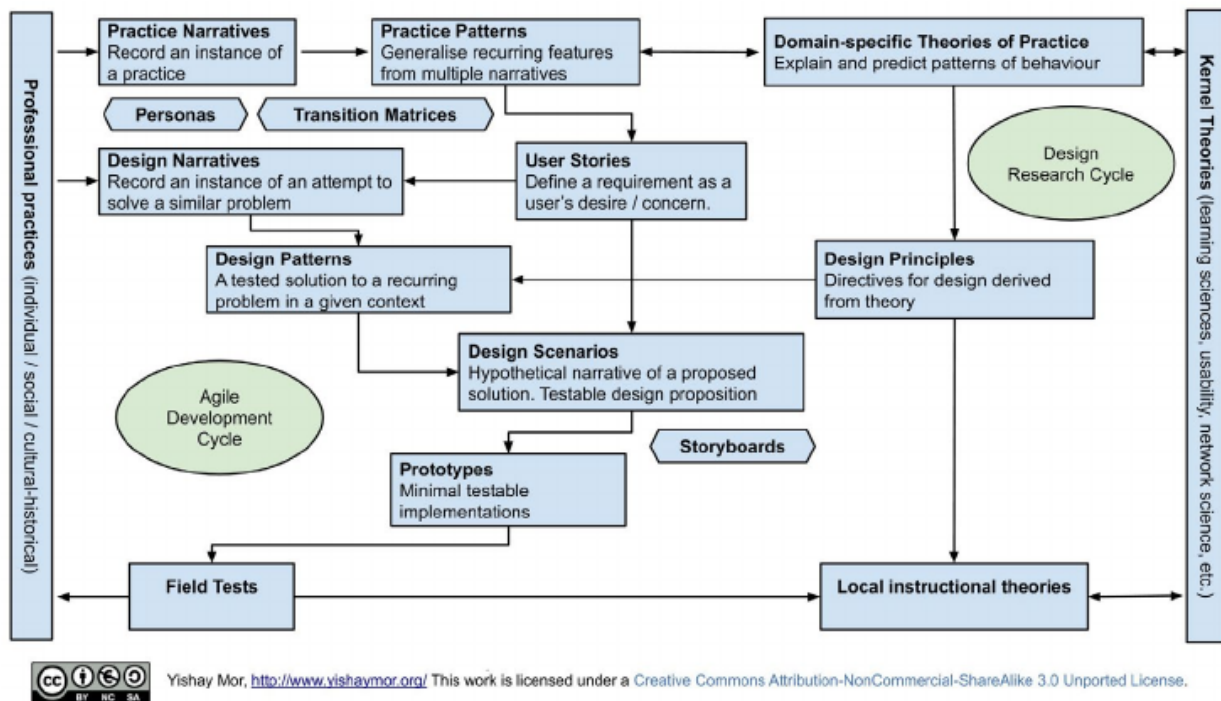 Professional practices (individual / social / cultural-historical)
Practice Narratives
Record an instance of
a practice
Practice Patterns
Generalise recurring features
from multiple narratives
Domain-specific Theories of Practice
Explain and predict patterns of behaviour
Kernel Theories (learning sciences, usability, network science, etc.)
Personas
Transition Matrices
Design
Research Cycle
Design Narratives
Record an instance of an attempt to
solve a similar problem
User Stories
Define a requirement as a
user's desire / concern.
Design Patterns
A tested solution to a recurring
problem in a given context
Design Principles
Directives for design derived
from theory
Design Scenarios
Hypothetical narrative of a proposed
solution. Testable design proposition
Agile
Development
Cycle
Storyboards
Prototypes
Minimal testable
implementations
Field Tests
Local instructional theories
cc BY NC SA
Yishay Mor, http://www.yishaymor.org/ This work is licensed under a Creative Commons Attribution-NonCommercial-ShareAlike 3.0 Unported License.